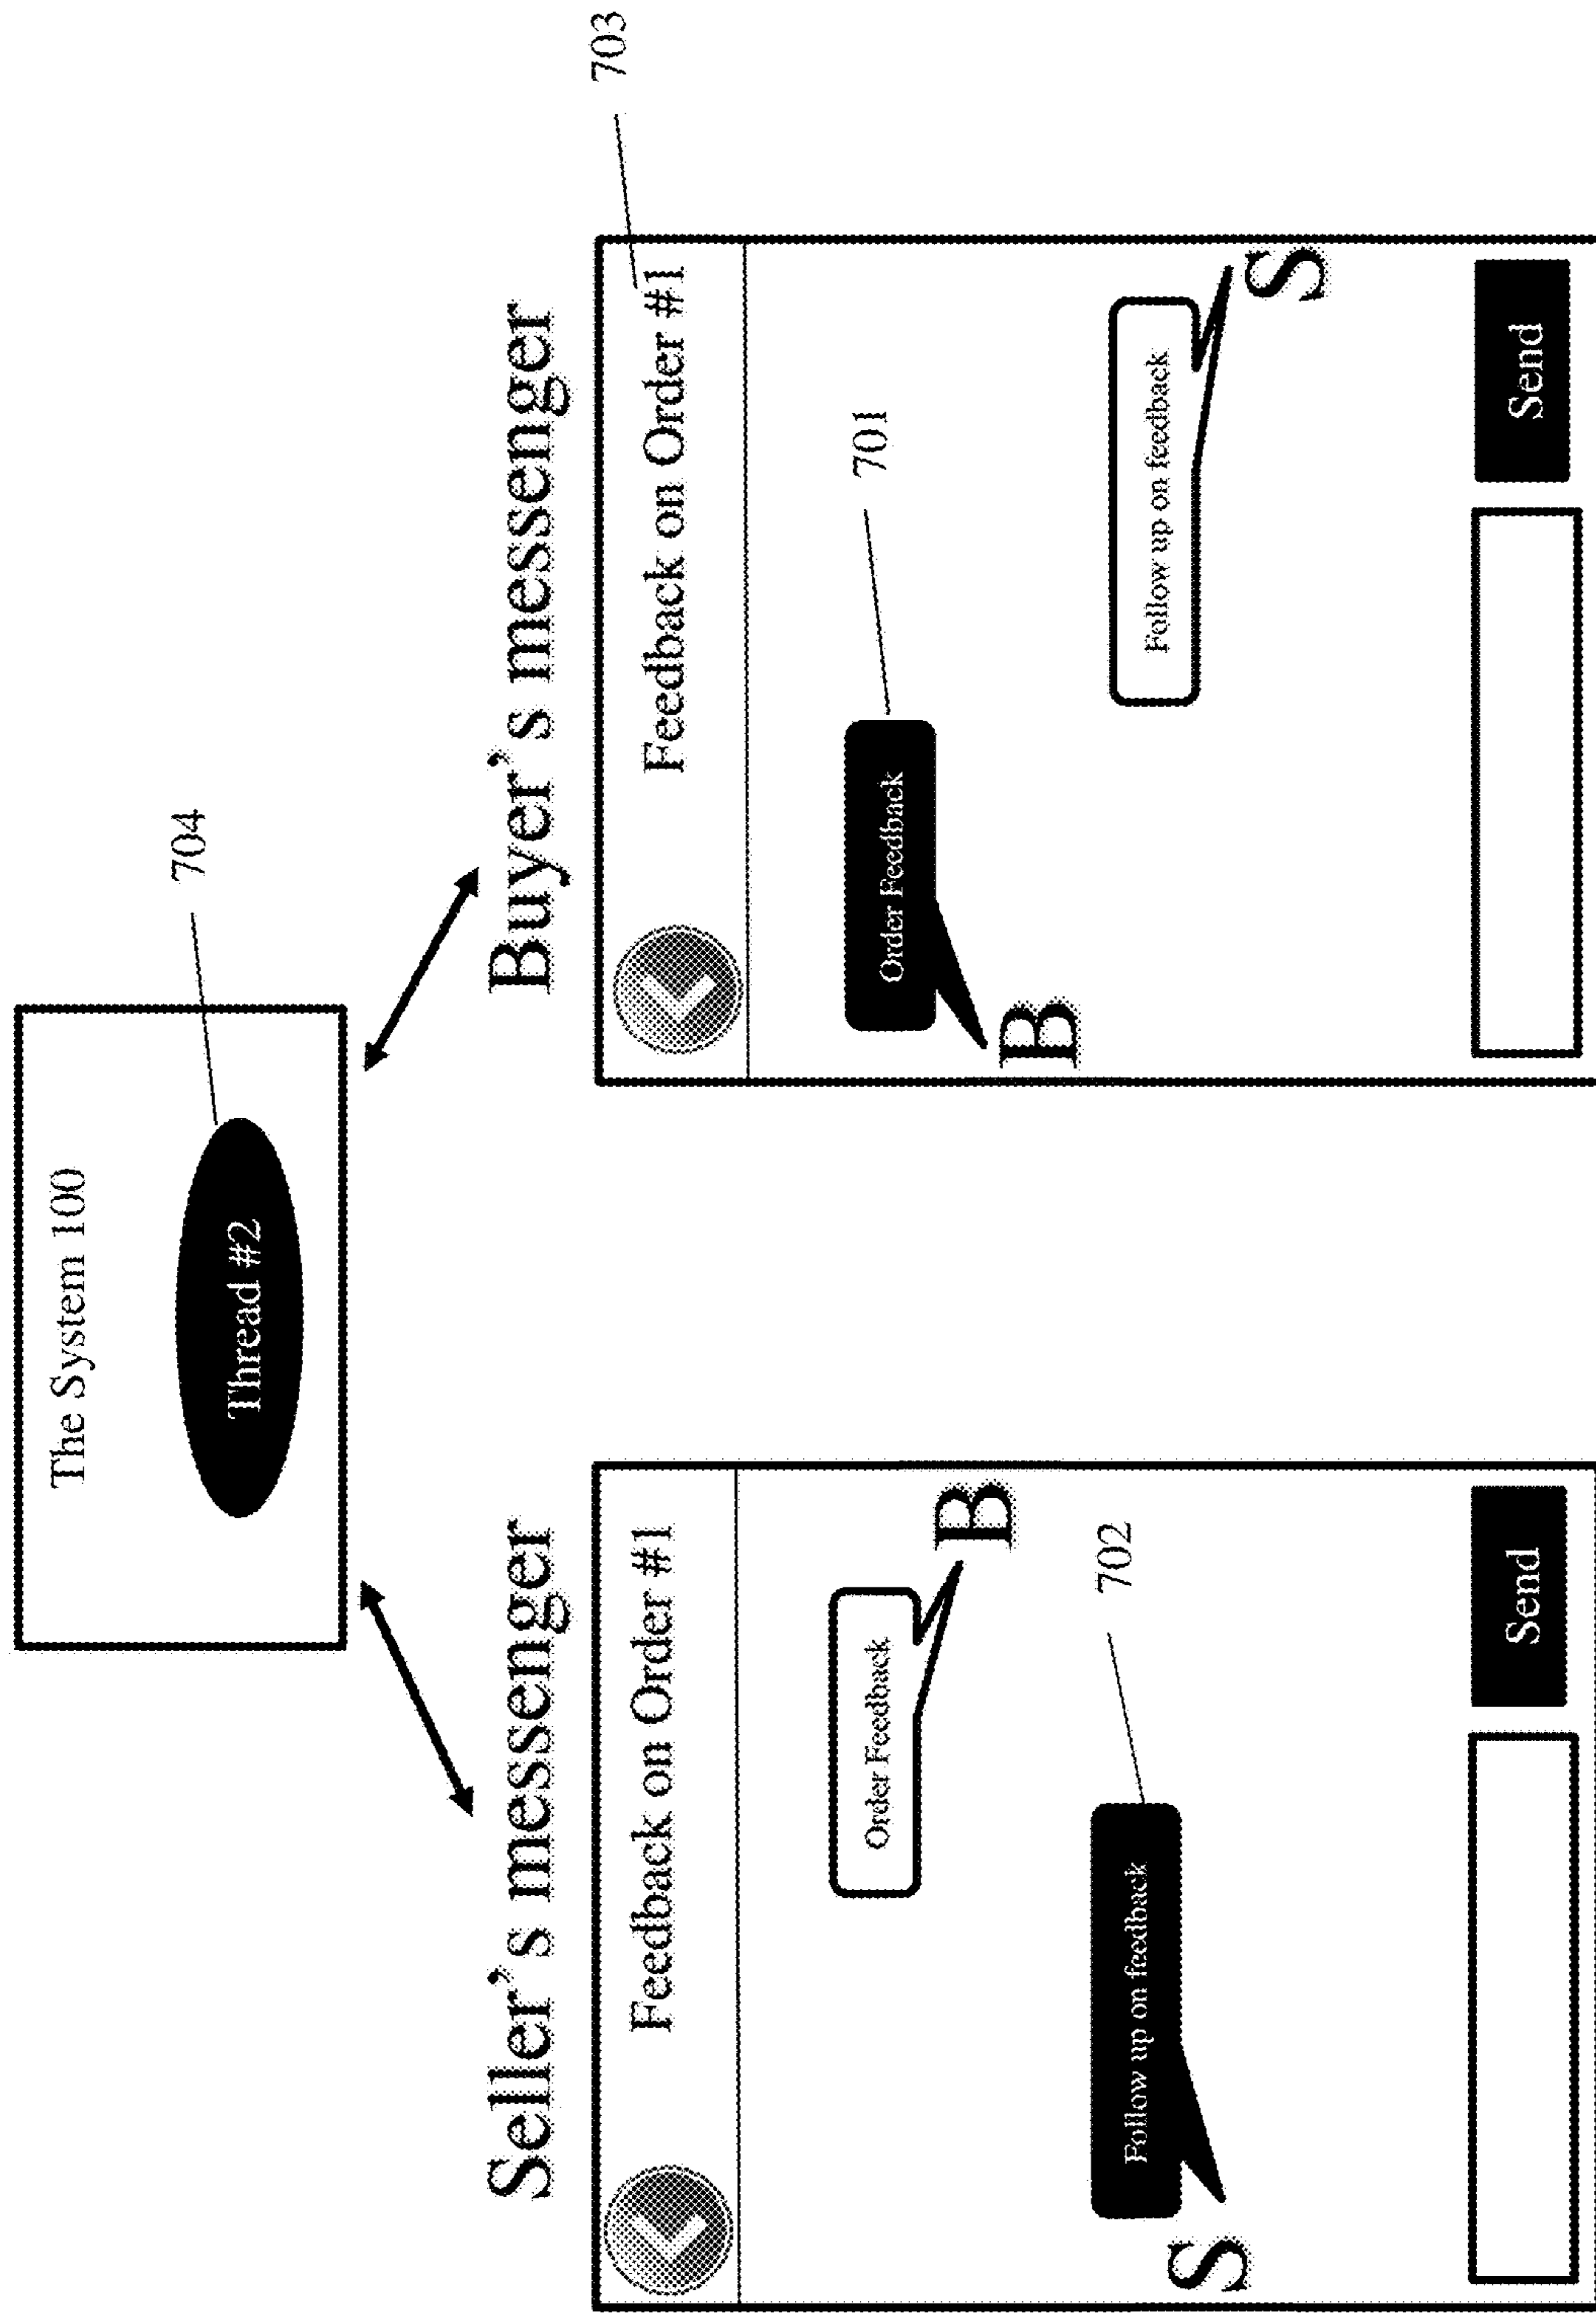 The System 100
Thread #2
704
Seller's messenger
Feedback on Order #1
Order Feedback
B
702
Follow up on feedback
S
Send
Buyer's messenger
703
Feedback on Order #1
701
Order Feedback
B
Follow up on feedback
S
Send